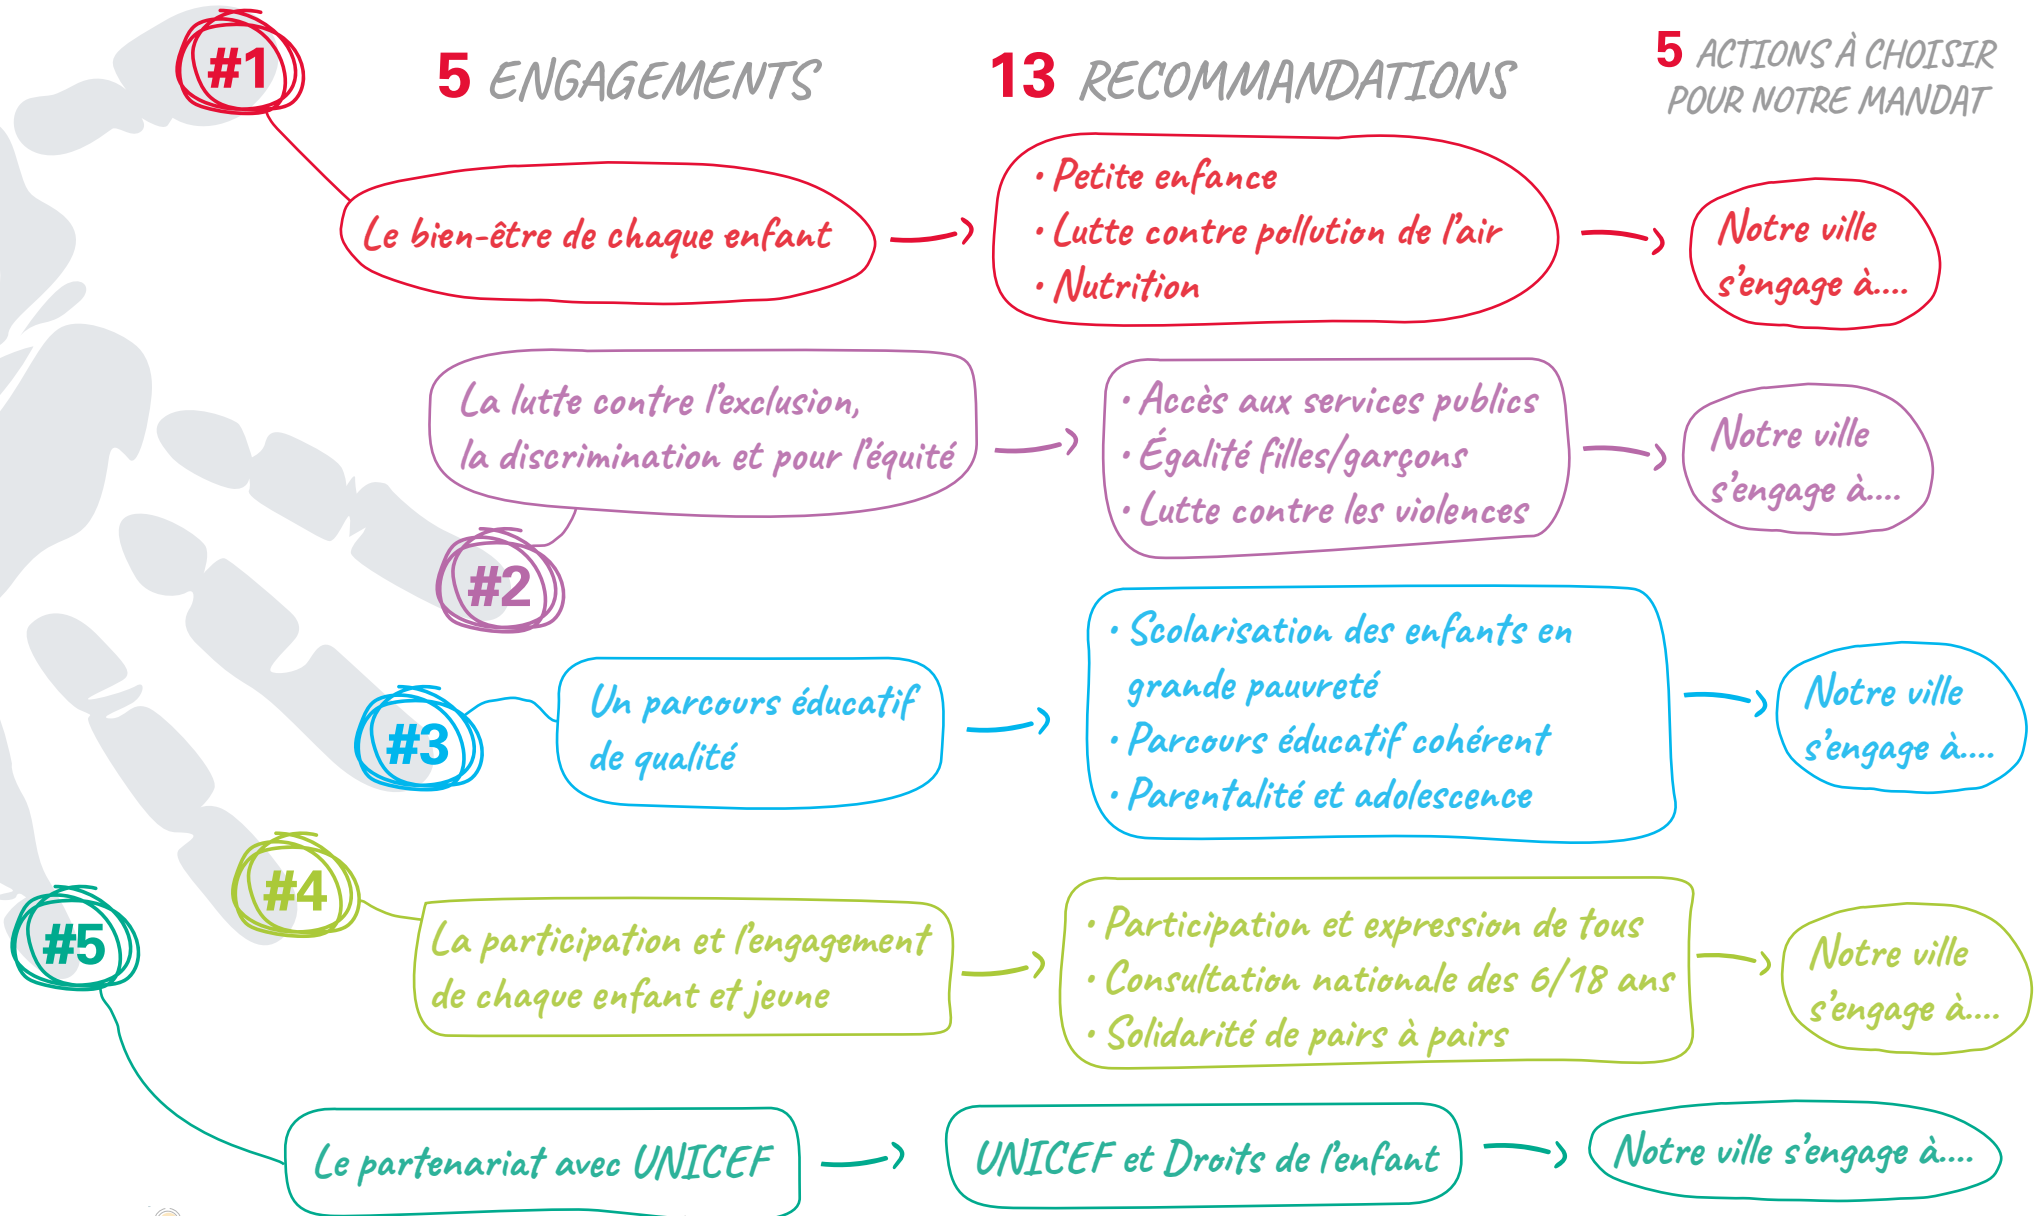 #1
5 ENGAGEMENTS
13 RECOMMANDATIONS
5 ACTIONS À CHOISIR
POUR NOTRE MANDAT
Le bien-être de chaque enfant
• Petite enfance
• Lutte contre pollution de l'air
• Nutrition
Notre ville
s'engage à....
La lutte contre l'exclusion,
la discrimination et pour l'équité
• Accès aux services publics
• Égalité filles/garçons
• Lutte contre les violences
Notre ville
s'engage à....
#2
#3
Un parcours éducatif
de qualité
• Scolarisation des enfants en
grande pauvreté
• Parcours éducatif cohérent
• Parentalité et adolescence
Notre ville
s'engage à....
#4
La participation et l'engagement
de chaque enfant et jeune
• Participation et expression de tous
• Consultation nationale des 6/18 ans
• Solidarité de pairs à pairs
Notre ville
s'engage à....
#5
Le partenariat avec UNICEF
UNICEF et Droits de l'enfant
Notre ville s'engage à....